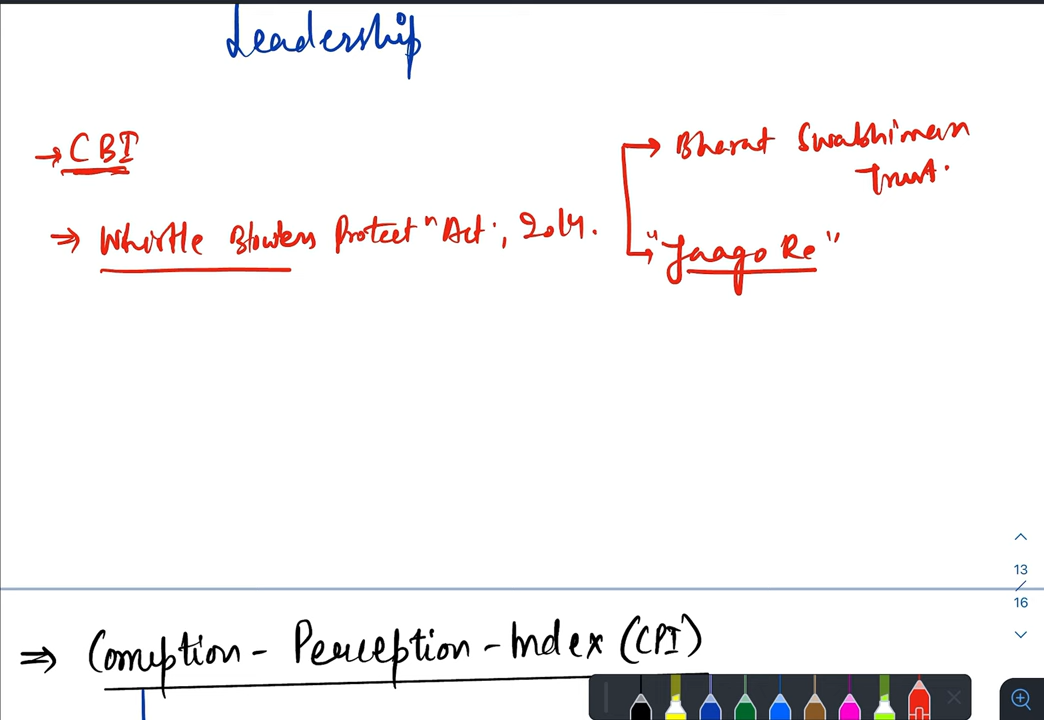 Leadership
→ CBI
→ Whistle Blowers Protectⁿ Act, 2014.
→ Bharat Swabhiman
Trust.
→ "Jaago Re"
13
/
16
⇒ Corruption - Perception - Index (CPI)